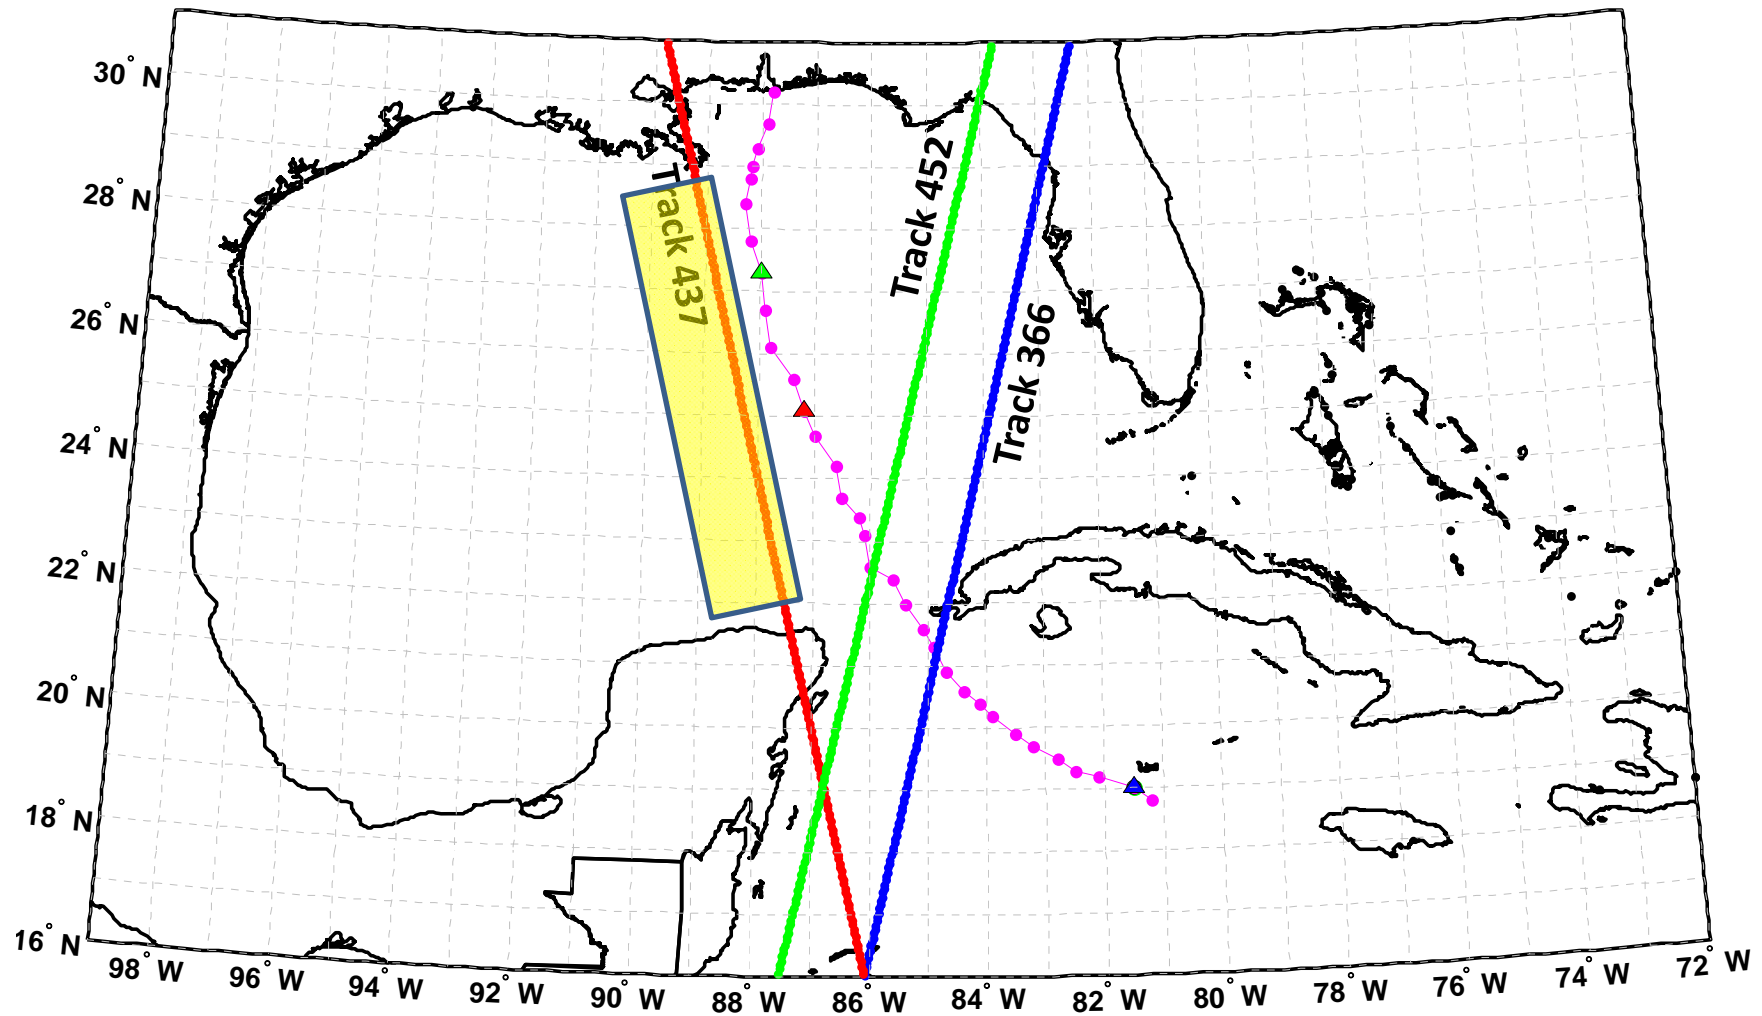 30° N
28° N
26° N
24° N
22° N
20° N
18° N
16° N
98° W
96° W
94° W
92° W
90° W
88° W
86° W
84° W
82° W
80° W
78° W
76° W
74° W
72° W
Track 437
Track 452
Track 366